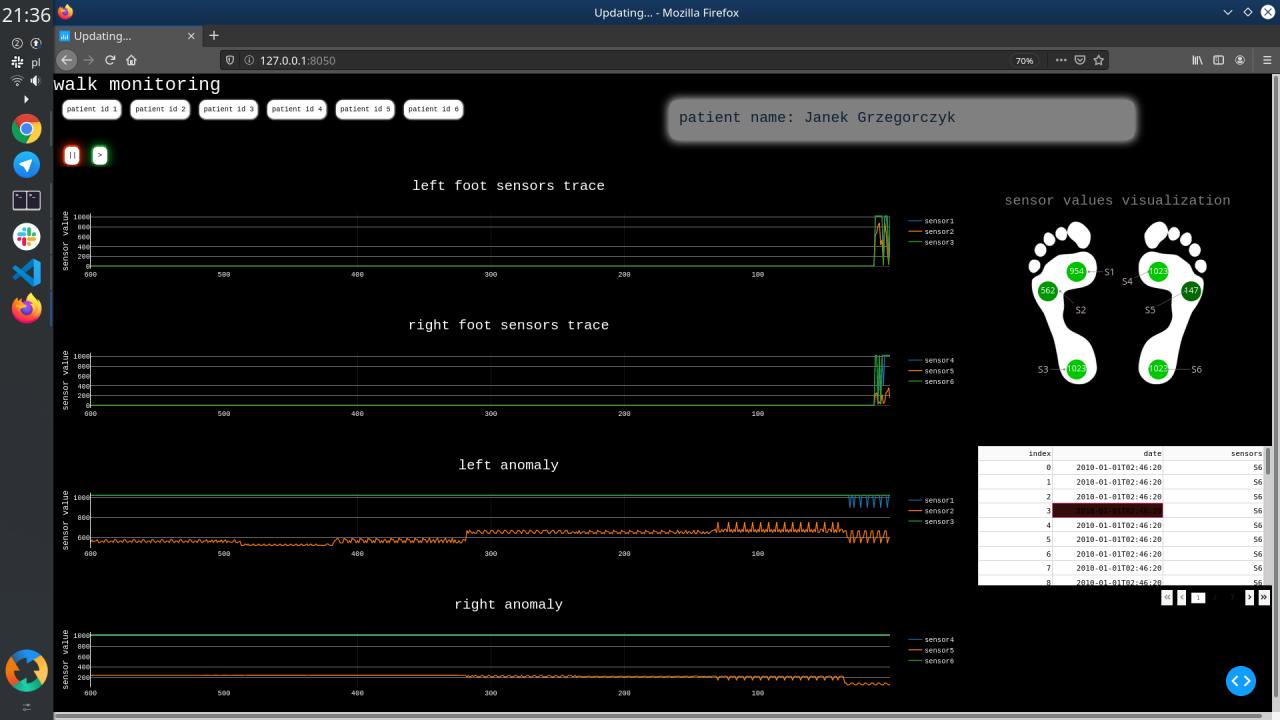 21:36
Updating... - Mozilla Firefox
Updating...
pl
127.0.0.1:8050
70%
walk monitoring
patient id 1
patient id 2
patient id 3
patient id 4
patient id 5
patient id 6
patient name: Janek Grzegorczyk
||
>
left foot sensors trace
sensor value
1000
800
600
400
200
0
600
500
400
300
200
100
sensor1
sensor2
sensor3
right foot sensors trace
sensor value
1000
800
600
400
200
0
600
500
400
300
200
100
sensor4
sensor5
sensor6
left anomaly
sensor value
1000
800
600
600
500
400
300
200
100
sensor1
sensor2
sensor3
right anomaly
sensor value
1000
800
600
400
200
600
500
400
300
200
100
sensor4
sensor5
sensor6
sensor values visualization
954
S1
562
S2
S3
1023
1023
S4
147
S5
1023
S6
index date sensors
0 2010-01-01T02:46:20 S6
1 2010-01-01T02:46:20 S6
2 2010-01-01T02:46:20 S6
3 2010-01-01T02:46:20 S6
4 2010-01-01T02:46:20 S6
5 2010-01-01T02:46:20 S6
6 2010-01-01T02:46:20 S6
7 2010-01-01T02:46:20 S6
8 2010-01-01T02:46:20 S6
1